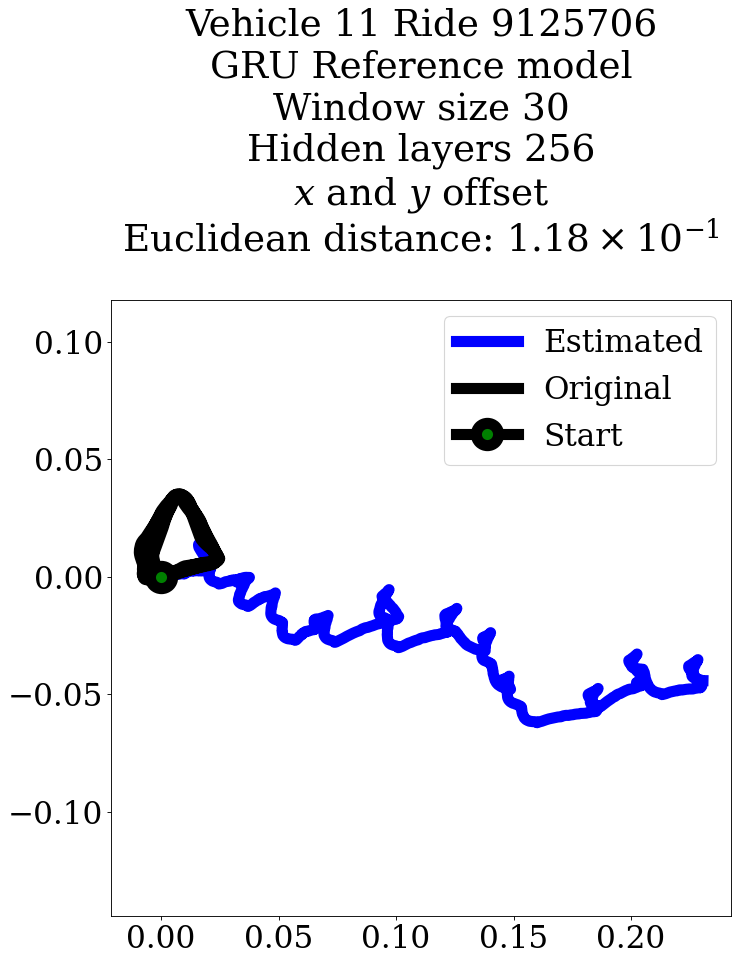 Vehicle 11 Ride 9125706
GRU Reference model
Window size 30
Hidden layers 256
x and y offset
Euclidean distance: 1.18 × 10⁻¹
Estimated
Original
Start
0.10
0.05
0.00
−0.05
−0.10
0.00 0.05 0.10 0.15 0.20